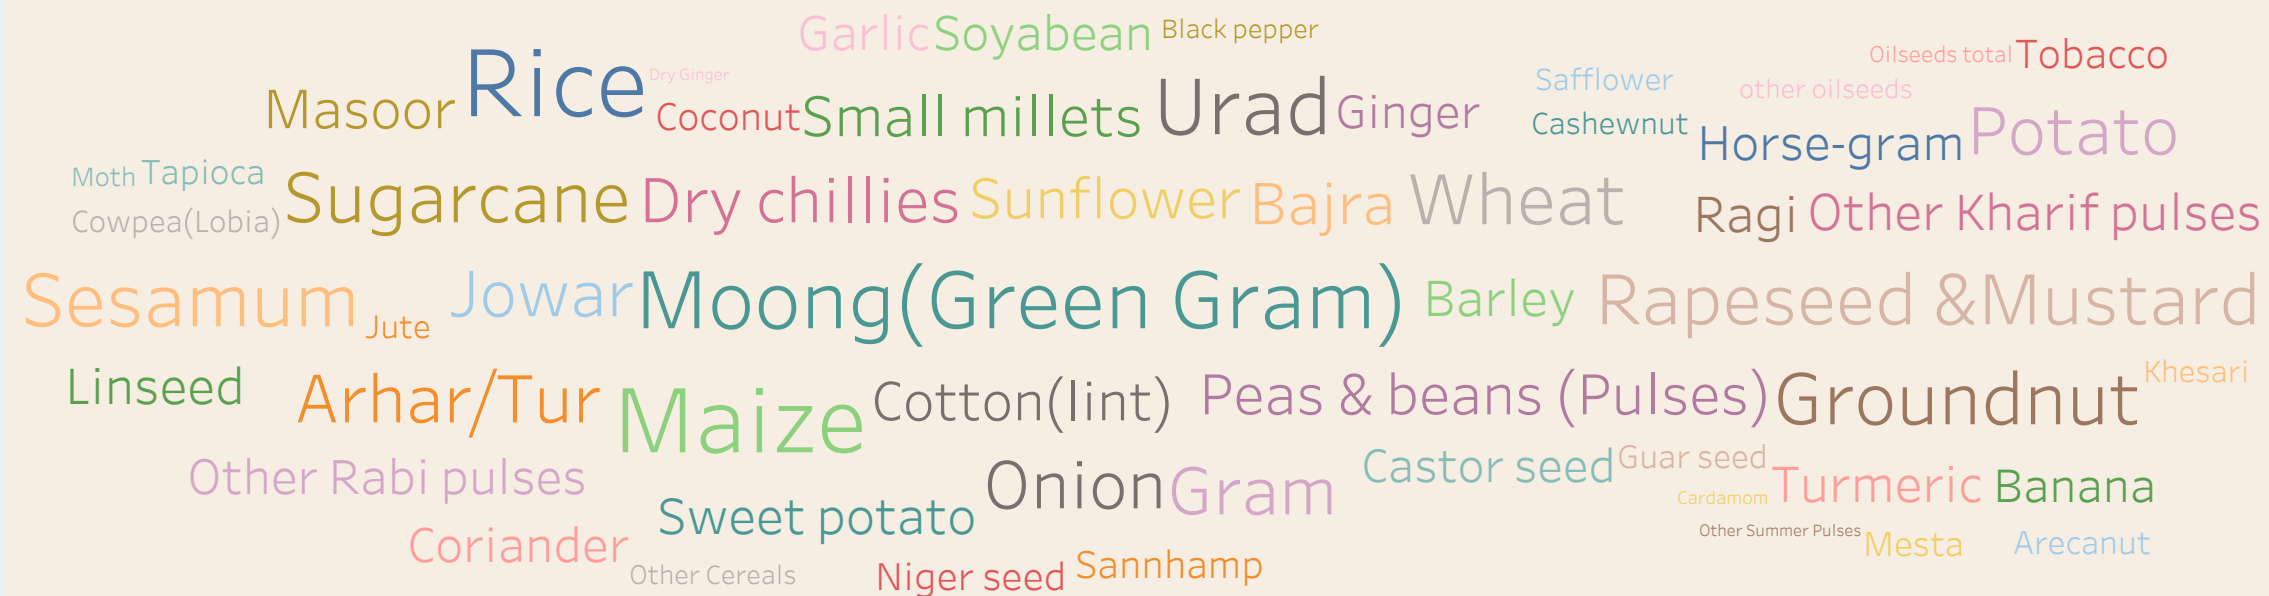 Garlic Soyabean Black pepper
Oilseeds total Tobacco
Rice Dry Ginger
Safflower other oilseeds
Masoor Coconut Small millets Urad Ginger
Cashewnut Horse-gram Potato
Moth Tapioca
Cowpea(Lobia) Sugarcane Dry chillies Sunflower Bajra Wheat Ragi Other Kharif pulses
Sesamum Jute Jowar Moong(Green Gram) Barley Rapeseed &Mustard
Linseed Arhar/Tur Maize Cotton(lint) Peas & beans (Pulses) Groundnut Khesari
Other Rabi pulses Onion Gram Castor seed Guar seed
Cardamom Turmeric Banana
Sweet potato
Other Summer Pulses Mesta Arecanut
Coriander
Other Cereals Niger seed Sannhamp